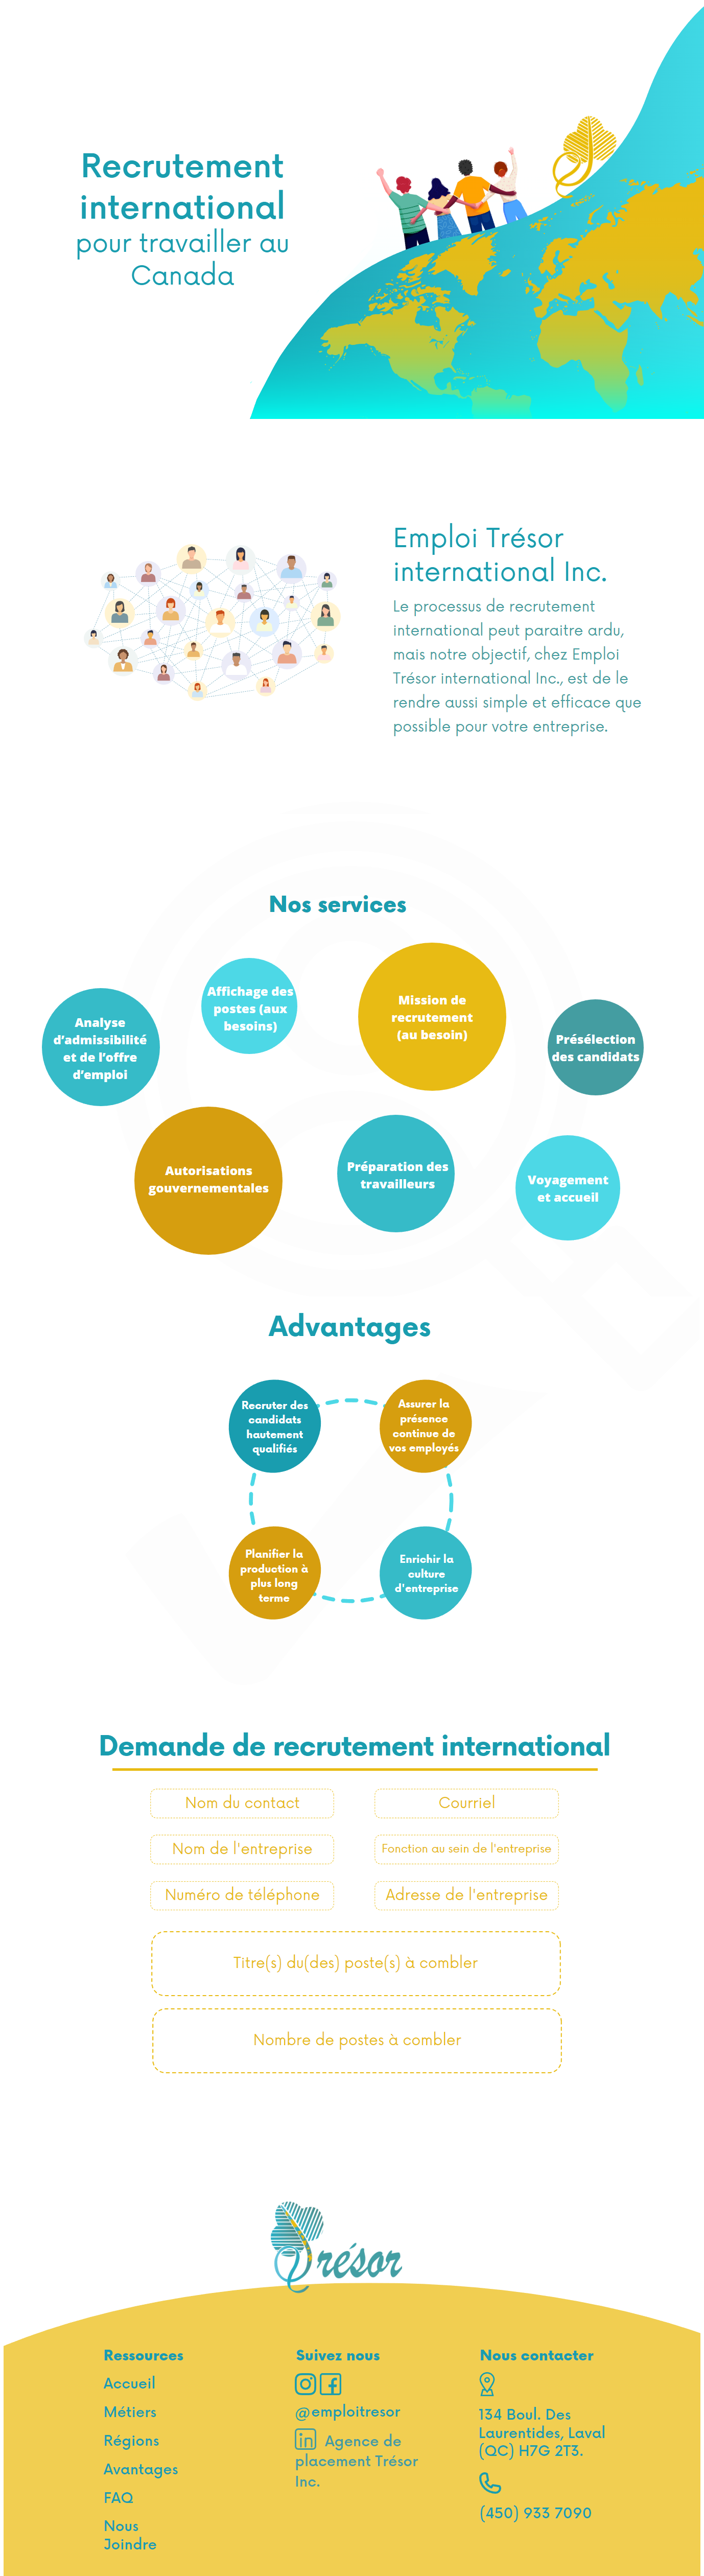 Recrutement
international
pour travailler au
Canada
Emploi Trésor
international Inc.
Le processus de recrutement
international peut paraitre ardu,
mais notre objectif, chez Emploi
Trésor international Inc., est de le
rendre aussi simple et efficace que
possible pour votre entreprise.
Nos services
Analyse
d'admissibilité
et de l'offre
d'emploi
Affichage des
postes (aux
besoins)
Mission de
recrutement
(au besoin)
Présélection
des candidats
Autorisations
gouvernementales
Préparation des
travailleurs
Voyagement
et accueil
Advantages
Recruter des
candidats
hautement
qualifiés
Assurer la
présence
continue de
vos employés
Planifier la
production à
plus long
terme
Enrichir la
culture
d'entreprise
Demande de recrutement international
Nom du contact
Courriel
Nom de l'entreprise
Fonction au sein de l'entreprise
Numéro de téléphone
Adresse de l'entreprise
Titre(s) du(des) poste(s) à combler
Nombre de postes à combler
Trésor
Ressources
Accueil
Métiers
Régions
Avantages
FAQ
Nous
Joindre
Suivez nous
@emploitresor
in Agence de
placement Trésor
Inc.
Nous contacter
134 Boul. Des
Laurentides, Laval
(QC) H7G 2T3.
(450) 933 7090